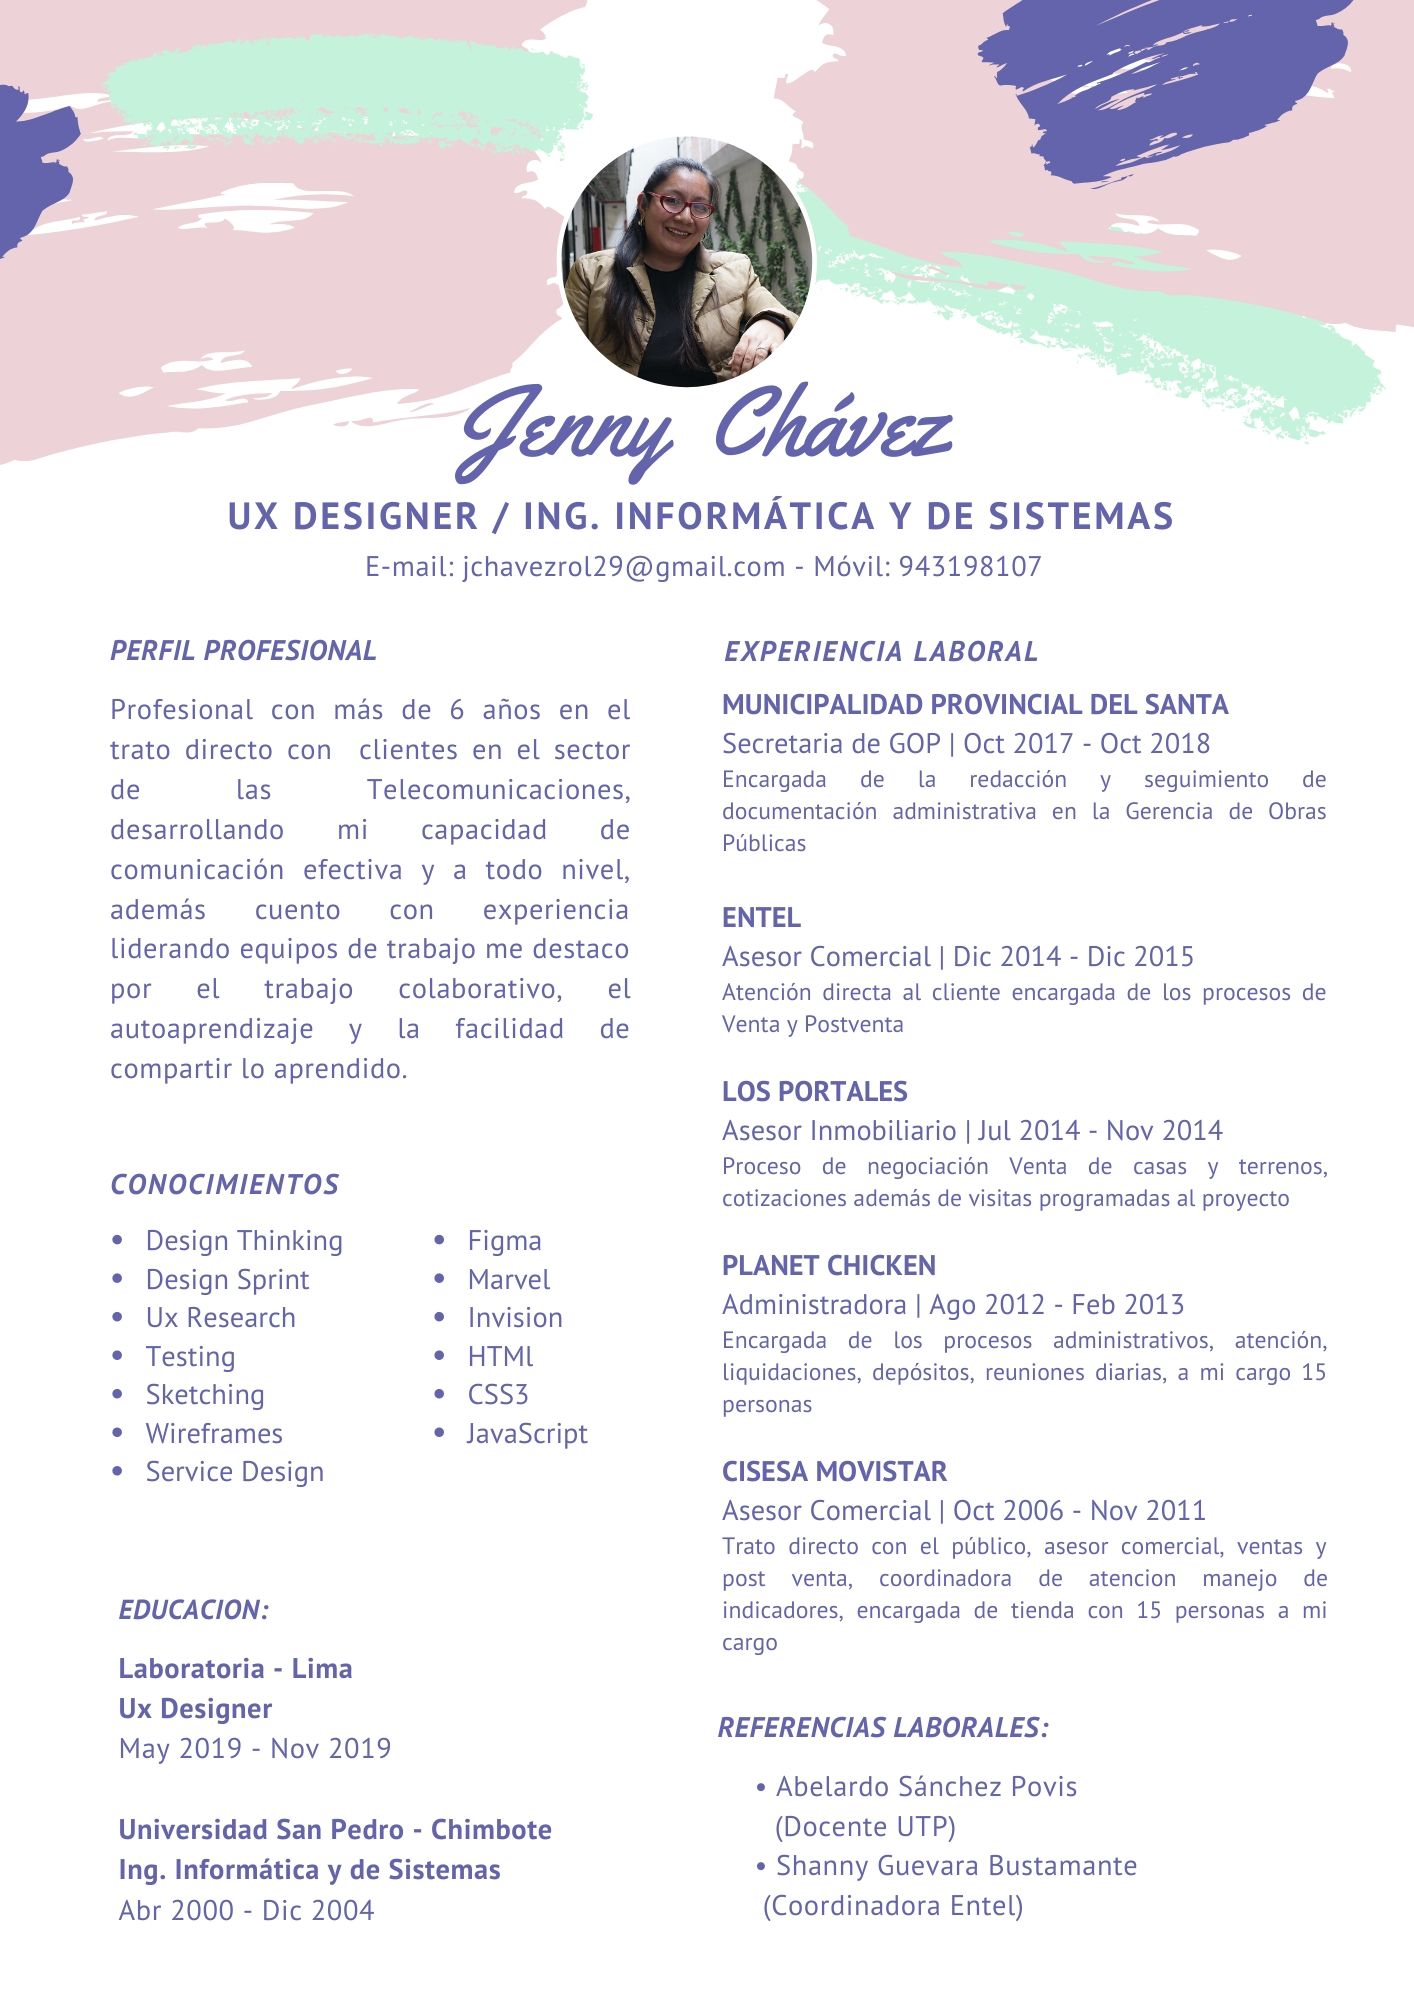 Jenny Chávez
UX DESIGNER / ING. INFORMÁTICA Y DE SISTEMAS
E-mail: jchavezrol29@gmail.com - Móvil: 943198107
PERFIL PROFESIONAL
Profesional con más de 6 años en el
trato directo con clientes en el sector
de las Telecomunicaciones,
desarrollando mi capacidad de
comunicación efectiva y a todo nivel,
además cuento con experiencia
liderando equipos de trabajo me destaco
por el trabajo colaborativo, el
autoaprendizaje y la facilidad de
compartir lo aprendido.
CONOCIMIENTOS
• Design Thinking
• Design Sprint
• Ux Research
• Testing
• Sketching
• Wireframes
• Service Design
• Figma
• Marvel
• Invision
• HTMl
• CSS3
• JavaScript
EDUCACION:
Laboratoria - Lima
Ux Designer
May 2019 - Nov 2019
Universidad San Pedro - Chimbote
Ing. Informática y de Sistemas
Abr 2000 - Dic 2004
EXPERIENCIA LABORAL
MUNICIPALIDAD PROVINCIAL DEL SANTA
Secretaria de GOP | Oct 2017 - Oct 2018
Encargada de la redacción y seguimiento de
documentación administrativa en la Gerencia de Obras
Públicas
ENTEL
Asesor Comercial | Dic 2014 - Dic 2015
Atención directa al cliente encargada de los procesos de
Venta y Postventa
LOS PORTALES
Asesor Inmobiliario | Jul 2014 - Nov 2014
Proceso de negociación Venta de casas y terrenos,
cotizaciones además de visitas programadas al proyecto
PLANET CHICKEN
Administradora | Ago 2012 - Feb 2013
Encargada de los procesos administrativos, atención,
liquidaciones, depósitos, reuniones diarias, a mi cargo 15
personas
CISESA MOVISTAR
Asesor Comercial | Oct 2006 - Nov 2011
Trato directo con el público, asesor comercial, ventas y
post venta, coordinadora de atencion manejo de
indicadores, encargada de tienda con 15 personas a mi
cargo
REFERENCIAS LABORALES:
• Abelardo Sánchez Povis
(Docente UTP)
• Shanny Guevara Bustamante
(Coordinadora Entel)